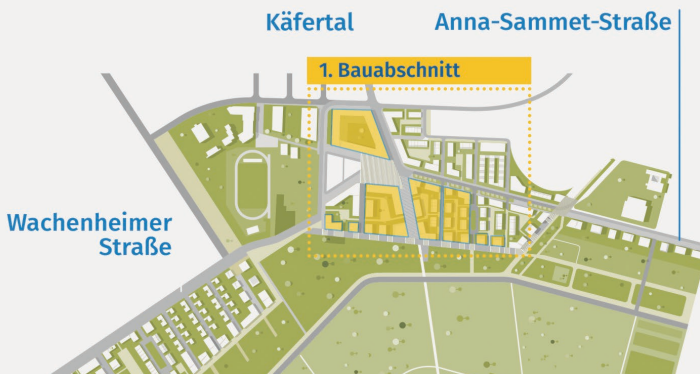 Käfertal
Anna-Sammet-Straße
1. Bauabschnitt
Wachenheimer
Straße